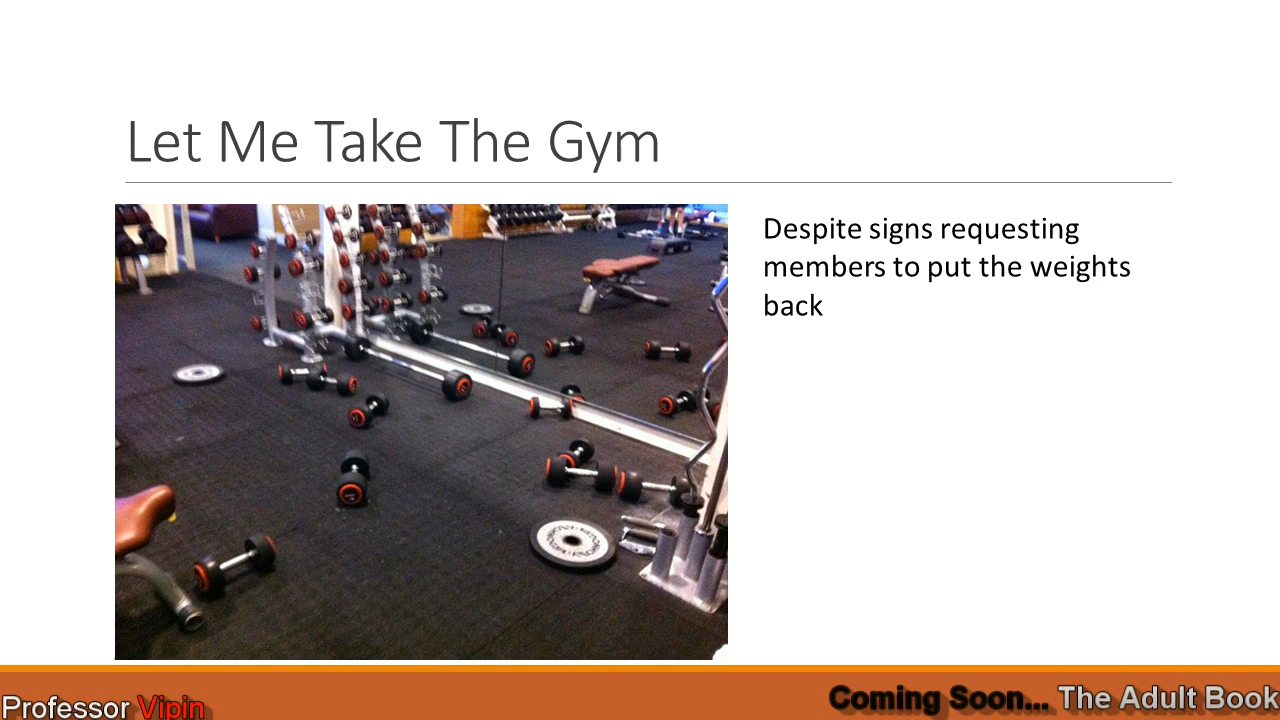 Let Me Take The Gym
Despite signs requesting
members to put the weights
back
Professor Vipin
Coming Soon... The Adult Book